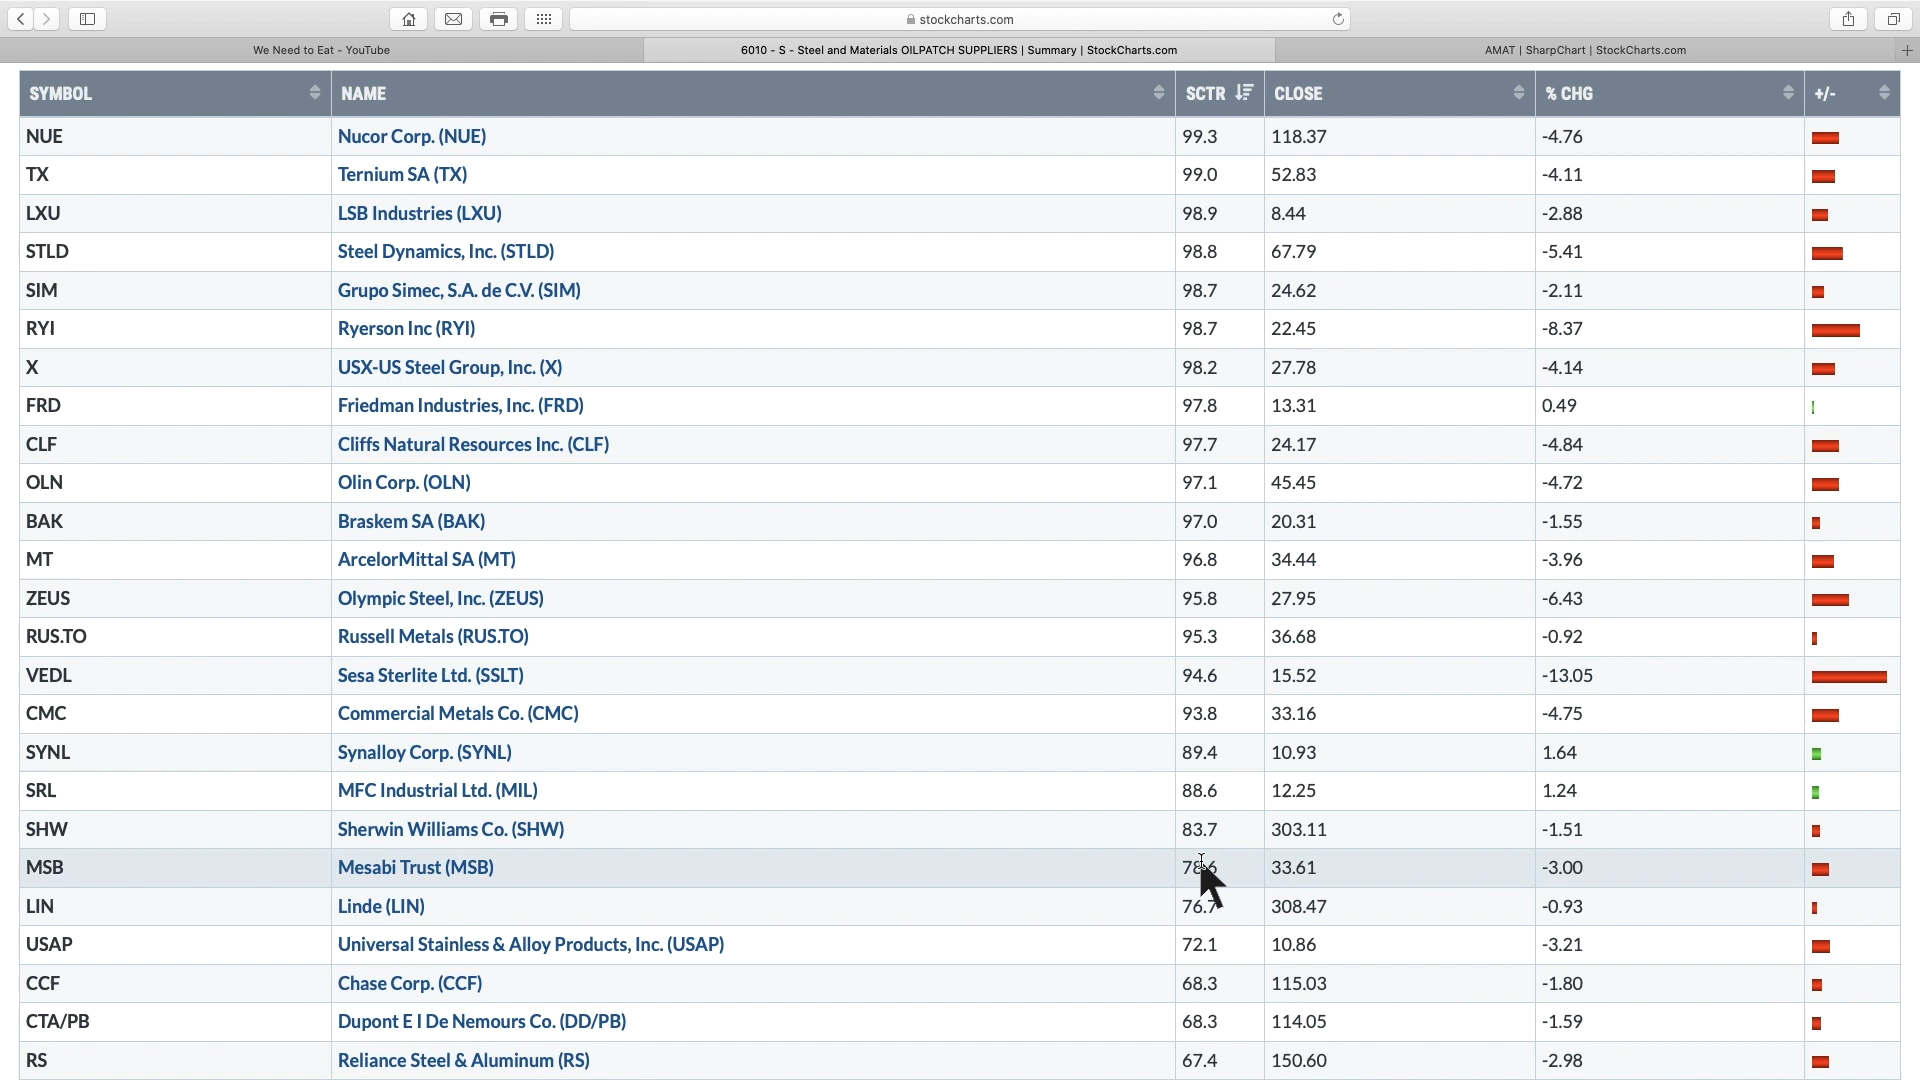 stockcharts.com
We Need to Eat - YouTube 6010 - S - Steel and Materials OILPATCH SUPPLIERS | Summary | StockCharts.com AMAT | SharpChart | StockCharts.com
SYMBOL NAME SCTR CLOSE % CHG +/-
NUE Nucor Corp. (NUE) 99.3 118.37 -4.76
TX Ternium SA (TX) 99.0 52.83 -4.11
LXU LSB Industries (LXU) 98.9 8.44 -2.88
STLD Steel Dynamics, Inc. (STLD) 98.8 67.79 -5.41
SIM Grupo Simec, S.A. de C.V. (SIM) 98.7 24.62 -2.11
RYI Ryerson Inc (RYI) 98.7 22.45 -8.37
X USX-US Steel Group, Inc. (X) 98.2 27.78 -4.14
FRD Friedman Industries, Inc. (FRD) 97.8 13.31 0.49
CLF Cliffs Natural Resources Inc. (CLF) 97.7 24.17 -4.84
OLN Olin Corp. (OLN) 97.1 45.45 -4.72
BAK Braskem SA (BAK) 97.0 20.31 -1.55
MT ArcelorMittal SA (MT) 96.8 34.44 -3.96
ZEUS Olympic Steel, Inc. (ZEUS) 95.8 27.95 -6.43
RUS.TO Russell Metals (RUS.TO) 95.3 36.68 -0.92
VEDL Sesa Sterlite Ltd. (SSLT) 94.6 15.52 -13.05
CMC Commercial Metals Co. (CMC) 93.8 33.16 -4.75
SYNL Synalloy Corp. (SYNL) 89.4 10.93 1.64
SRL MFC Industrial Ltd. (MIL) 88.6 12.25 1.24
SHW Sherwin Williams Co. (SHW) 83.7 303.11 -1.51
MSB Mesabi Trust (MSB) 78.6 33.61 -3.00
LIN Linde (LIN) 76.7 308.47 -0.93
USAP Universal Stainless & Alloy Products, Inc. (USAP) 72.1 10.86 -3.21
CCF Chase Corp. (CCF) 68.3 115.03 -1.80
CTA/PB Dupont E I De Nemours Co. (DD/PB) 68.3 114.05 -1.59
RS Reliance Steel & Aluminum (RS) 67.4 150.60 -2.98